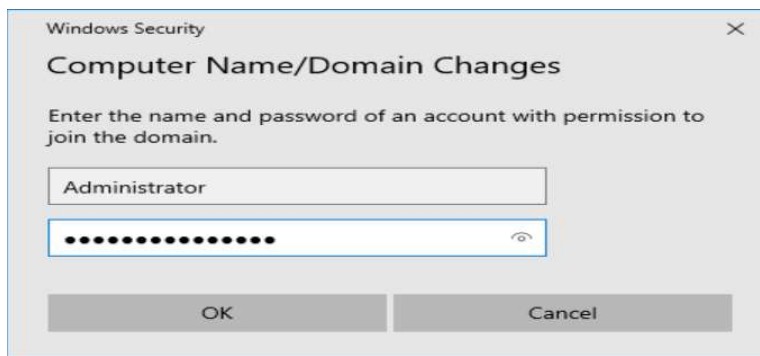 Windows Security
Computer Name/Domain Changes
Enter the name and password of an account with permission to
join the domain.
Administrator
•••••••••••••••
OK
Cancel